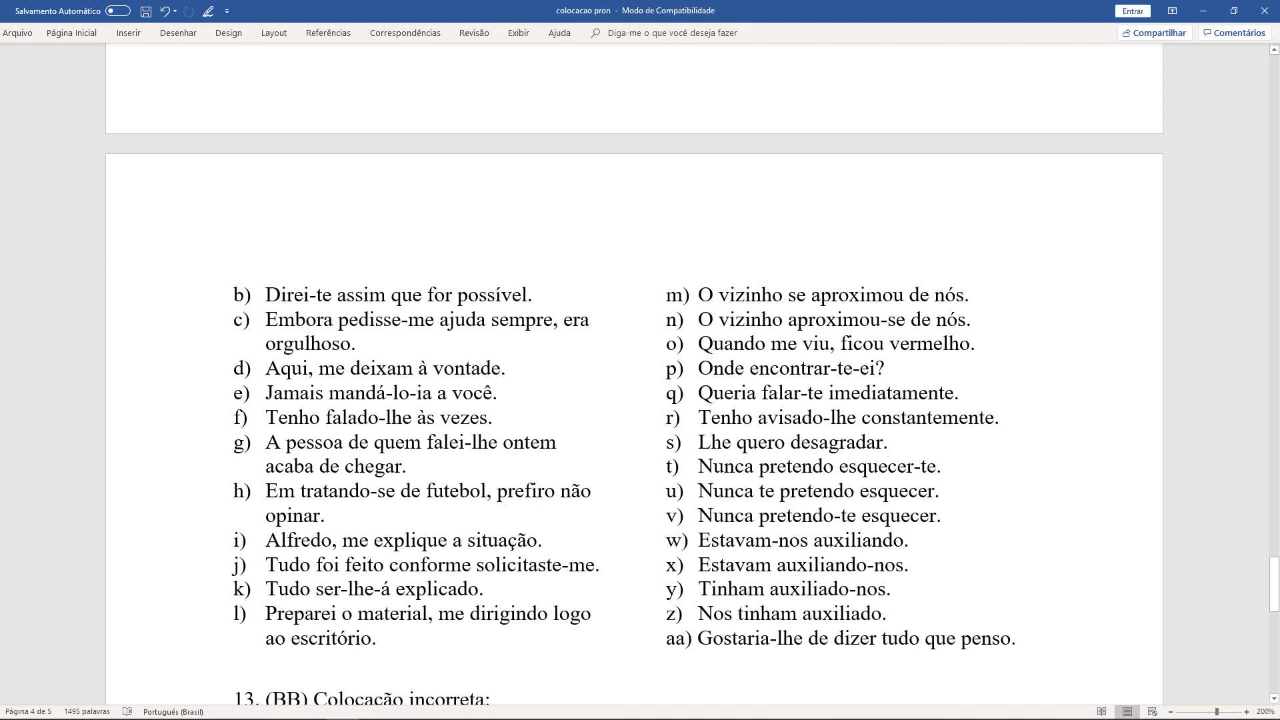 Salvamento Automático
colocacao pron - Modo de Compatibilidade
Entrar
Arquivo Página Inicial Inserir Desenhar Design Layout Referências Correspondências Revisão Exibir Ajuda Diga-me o que você deseja fazer
Compartilhar Comentários
b) Direi-te assim que for possível.
c) Embora pedisse-me ajuda sempre, era
orgulhoso.
d) Aqui, me deixam à vontade.
e) Jamais mandá-lo-ia a você.
f) Tenho falado-lhe às vezes.
g) A pessoa de quem falei-lhe ontem
acaba de chegar.
h) Em tratando-se de futebol, prefiro não
opinar.
i) Alfredo, me explique a situação.
j) Tudo foi feito conforme solicitaste-me.
k) Tudo ser-lhe-á explicado.
l) Preparei o material, me dirigindo logo
ao escritório.
m) O vizinho se aproximou de nós.
n) O vizinho aproximou-se de nós.
o) Quando me viu, ficou vermelho.
p) Onde encontrar-te-ei?
q) Queria falar-te imediatamente.
r) Tenho avisado-lhe constantemente.
s) Lhe quero desagradar.
t) Nunca pretendo esquecer-te.
u) Nunca te pretendo esquecer.
v) Nunca pretendo-te esquecer.
w) Estavam-nos auxiliando.
x) Estavam auxiliando-nos.
y) Tinham auxiliado-nos.
z) Nos tinham auxiliado.
aa) Gostaria-lhe de dizer tudo que penso.
13. (BB) Colocação incorreta:
Página 4 de 5 1495 palavras Português (Brasil)
200%